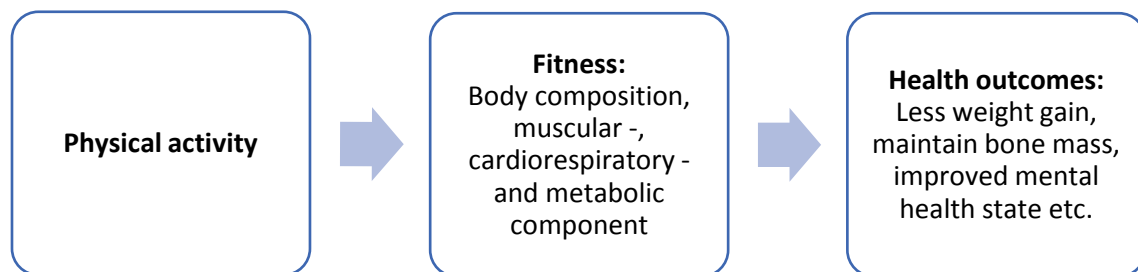 Physical activity
Fitness:
Body composition,
muscular -,
cardiorespiratory -
and metabolic
component
Health outcomes:
Less weight gain,
maintain bone mass,
improved mental
health state etc.